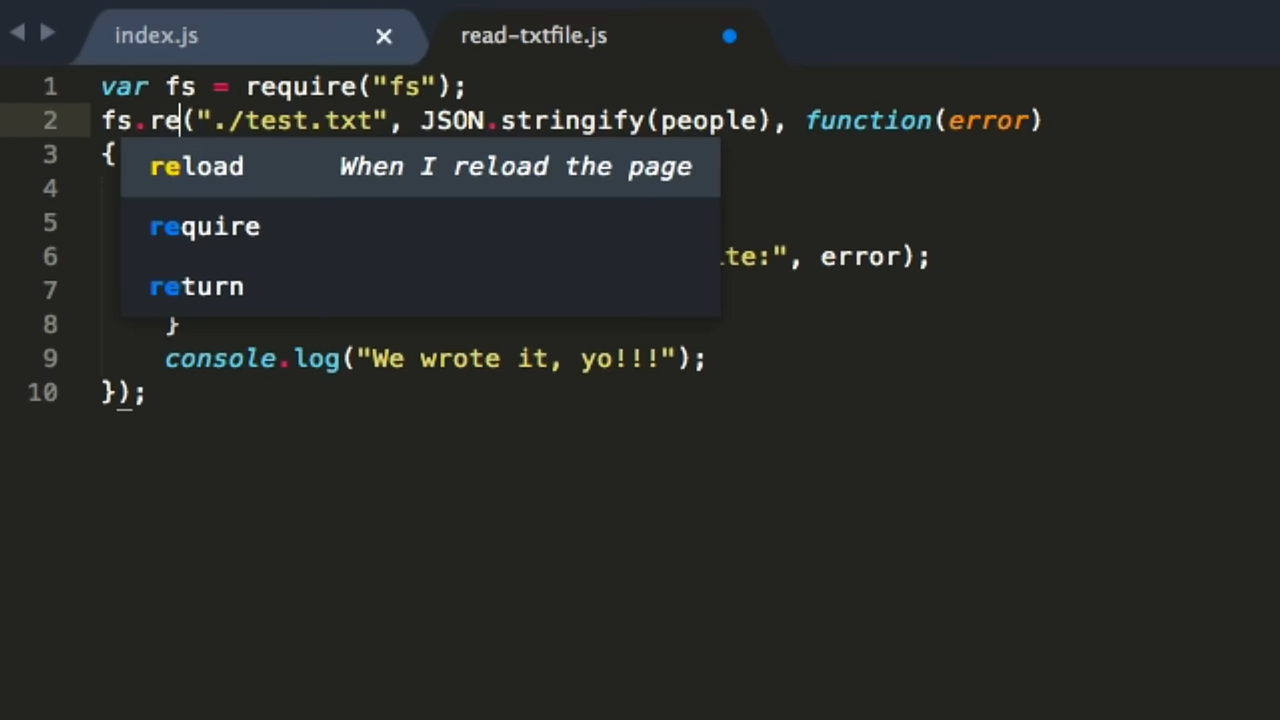 index.js × read-txtfile.js
1 var fs = require("fs");
2 fs.re("./test.txt", JSON.stringify(people), function(error)
3 {
reload When I reload the page
4
5
require
6 te:", error);
7
return
8 }
9 console.log("We wrote it, yo!!!");
10 });